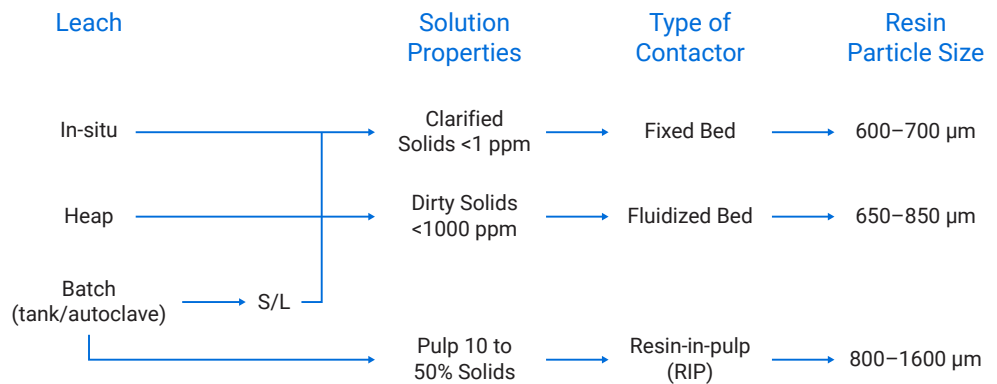 Leach
Solution
Properties
Type of
Contactor
Resin
Particle Size
In-situ
Clarified
Solids <1 ppm
Fixed Bed
600–700 µm
Heap
Dirty Solids
<1000 ppm
Fluidized Bed
650–850 µm
Batch
(tank/autoclave)
S/L
Pulp 10 to
50% Solids
Resin-in-pulp
(RIP)
800–1600 µm